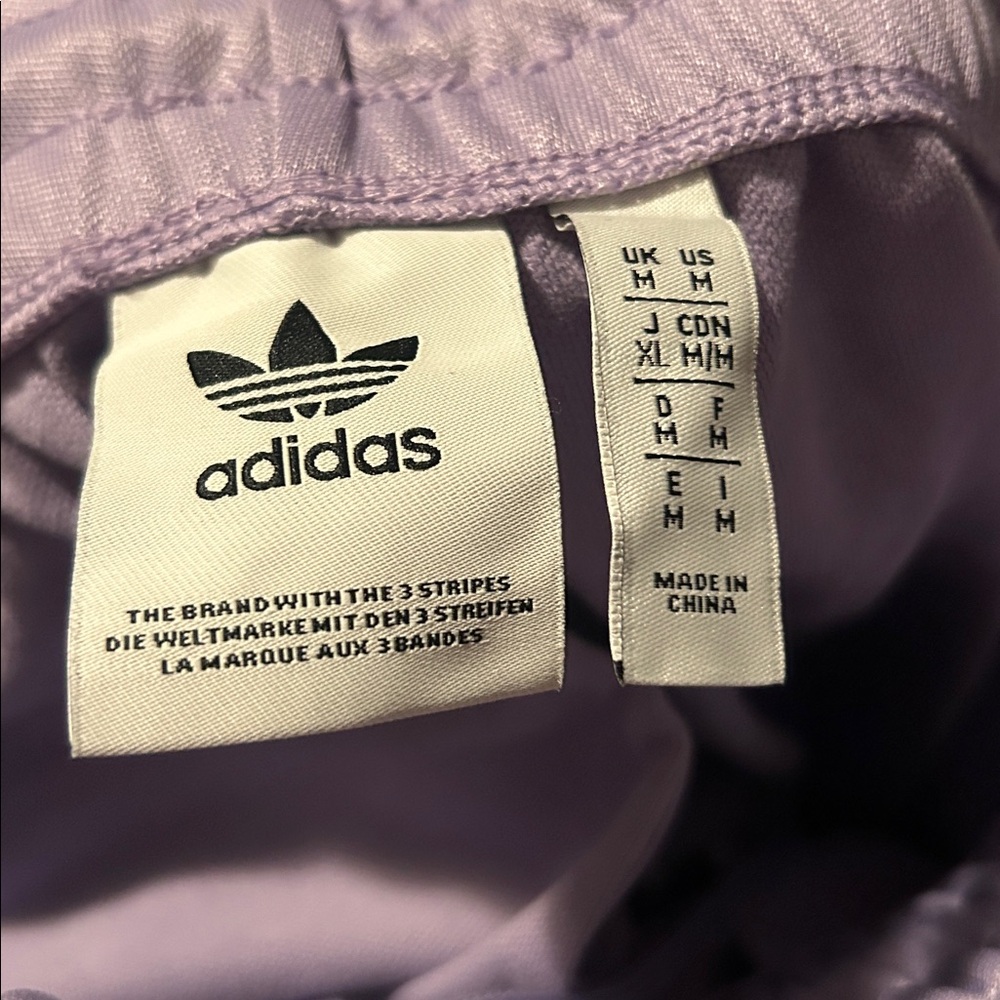 adidas
THE BRAND WITH THE 3 STRIPES
DIE WELTMARKE MIT DEN 3 STREIFEN
LA MARQUE AUX 3 BANDES
UK US
M M
J CDN
XL M/M
D F
M M
E I
M M
MADE IN
CHINA